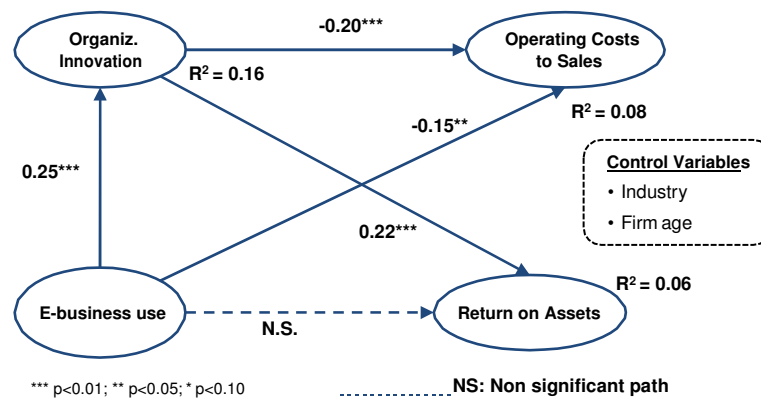 -0.20***
Organiz.
Innovation
Operating Costs
to Sales
R² = 0.16
R² = 0.08
-0.15**
0.25***
Control Variables
• Industry
• Firm age
0.22***
R² = 0.06
E-business use
Return on Assets
N.S.
*** p<0.01; ** p<0.05; * p<0.10
NS: Non significant path